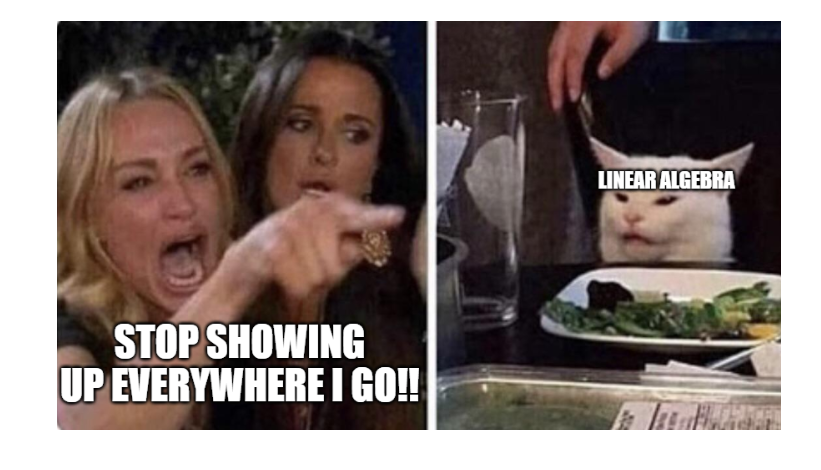 STOP SHOWING
UP EVERYWHERE I GO!!
LINEAR ALGEBRA